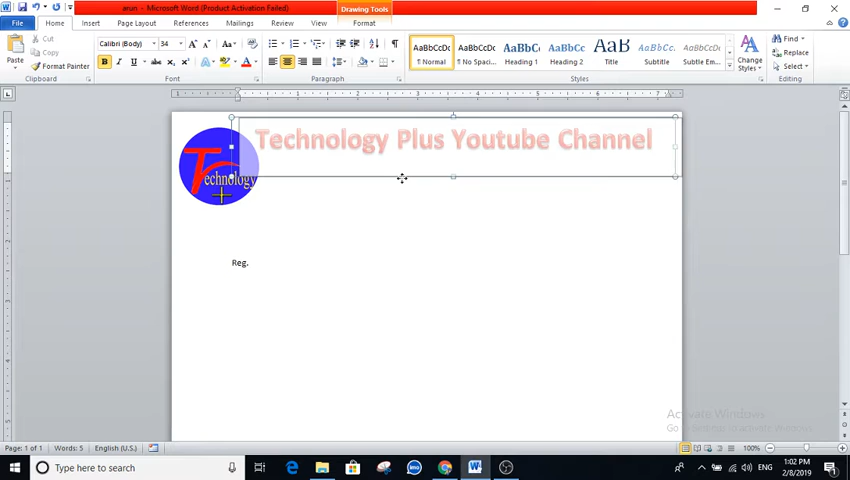 arun - Microsoft Word (Product Activation Failed)
Drawing Tools
File Home Insert Page Layout References Mailings Review View Format
Paste
Cut
Copy
Format Painter
Clipboard
Calibri (Body) 34
Font
Paragraph
AaBbCcDc AaBbCcDc AaBbCc AaBbCc AaB AaBbCc. AaBbCcDc
¶ Normal ¶ No Spaci... Heading 1 Heading 2 Title Subtitle Subtle Em...
Change
Styles
Styles
Find
Replace
Select
Editing
Technology Plus Youtube Channel
Technology
Reg.
Activate Windows
Go to Settings to activate Windows.
Page: 1 of 1 Words: 5 English (U.S.) 100%
Type here to search
ENG
1:02 PM
2/8/2019